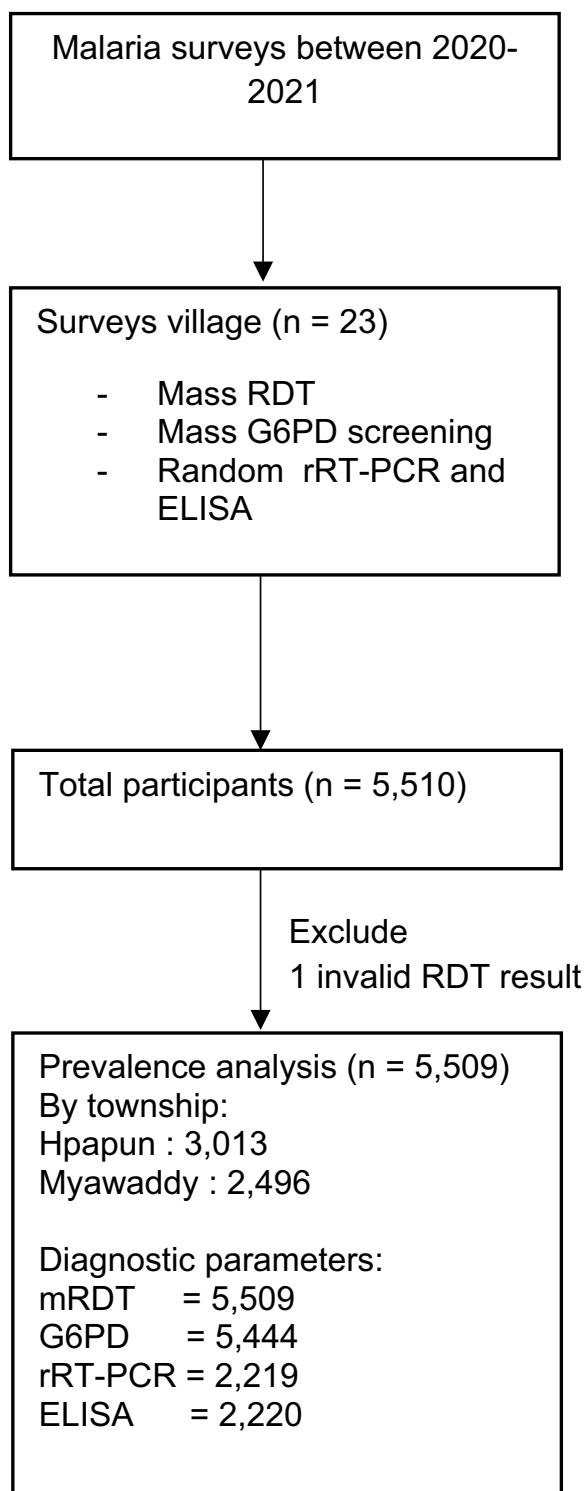 Malaria surveys between 2020-
2021
Surveys village (n = 23)
- Mass RDT
- Mass G6PD screening
- Random rRT-PCR and
ELISA
Total participants (n = 5,510)
Exclude
1 invalid RDT result
Prevalence analysis (n = 5,509)
By township:
Hpapun : 3,013
Myawaddy : 2,496
Diagnostic parameters:
mRDT = 5,509
G6PD = 5,444
rRT-PCR = 2,219
ELISA = 2,220